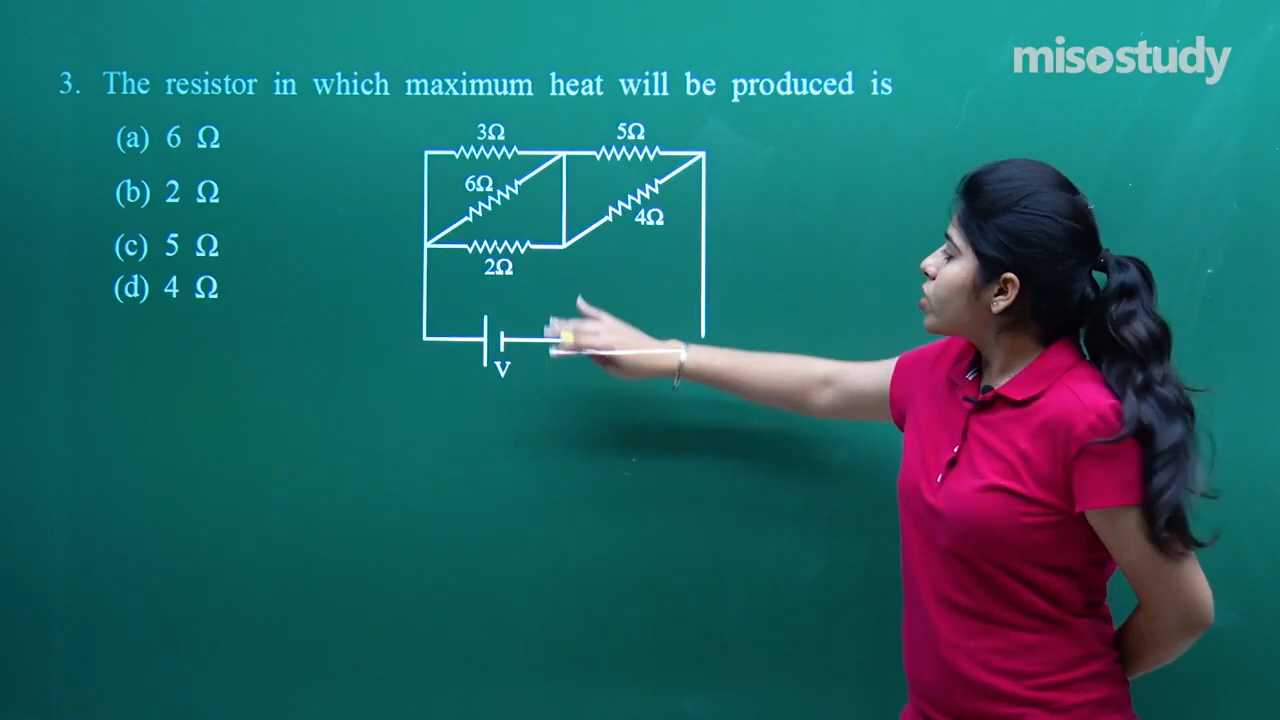 misostudy
3. The resistor in which maximum heat will be produced is
(a) 6 Ω
(b) 2 Ω
(c) 5 Ω
(d) 4 Ω
3Ω
5Ω
6Ω
4Ω
2Ω
V